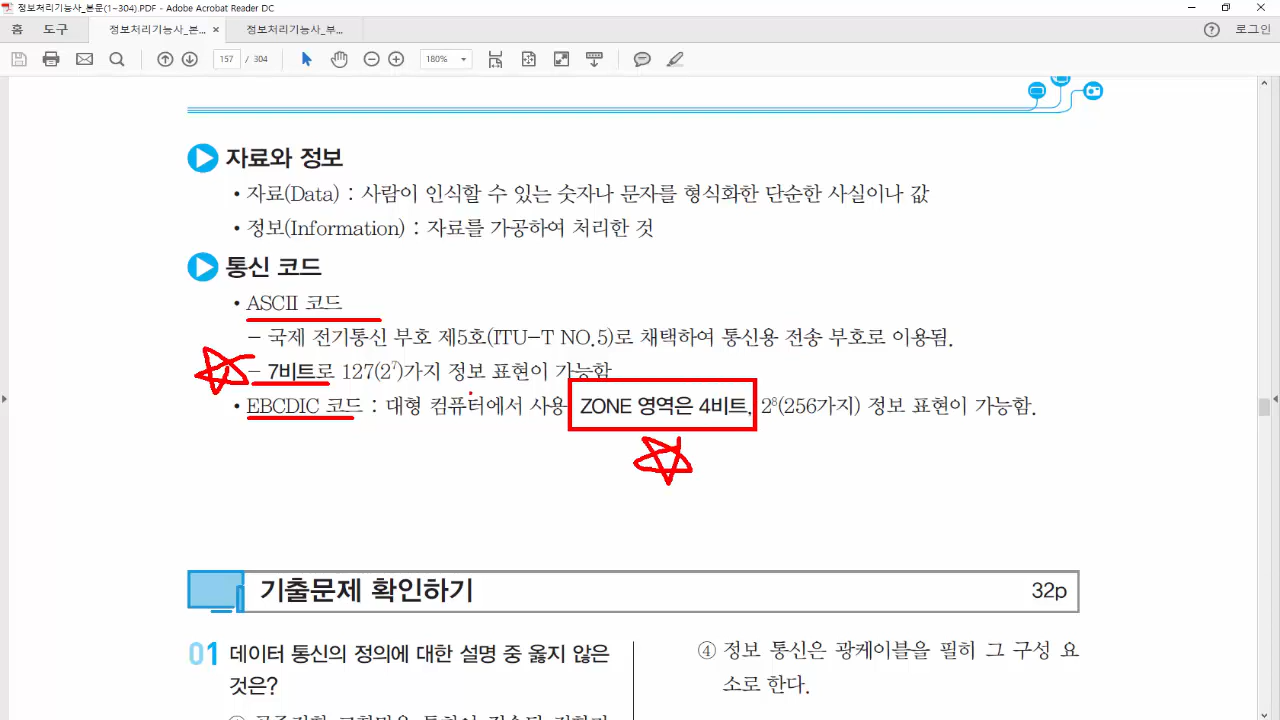 정보처리기능사_본문(1~304).PDF - Adobe Acrobat Reader DC
홈 도구 정보처리기능사_본... × 정보처리기능사_부... ? 로그인
157 / 304 180%
자료와 정보
• 자료(Data) : 사람이 인식할 수 있는 숫자나 문자를 형식화한 단순한 사실이나 값
• 정보(Information) : 자료를 가공하여 처리한 것
통신 코드
• ASCII 코드
- 국제 전기통신 부호 제5호(ITU-T NO.5)로 채택하여 통신용 전송 부호로 이용됨.
- 7비트로 127(2⁷)가지 정보 표현이 가능함
• EBCDIC 코드 : 대형 컴퓨터에서 사용 ZONE 영역은 4비트, 2⁸(256가지) 정보 표현이 가능함.
기출문제 확인하기 32p
01 데이터 통신의 정의에 대한 설명 중 옳지 않은
것은?
④ 정보 통신은 광케이블을 필히 그 구성 요
소로 한다.